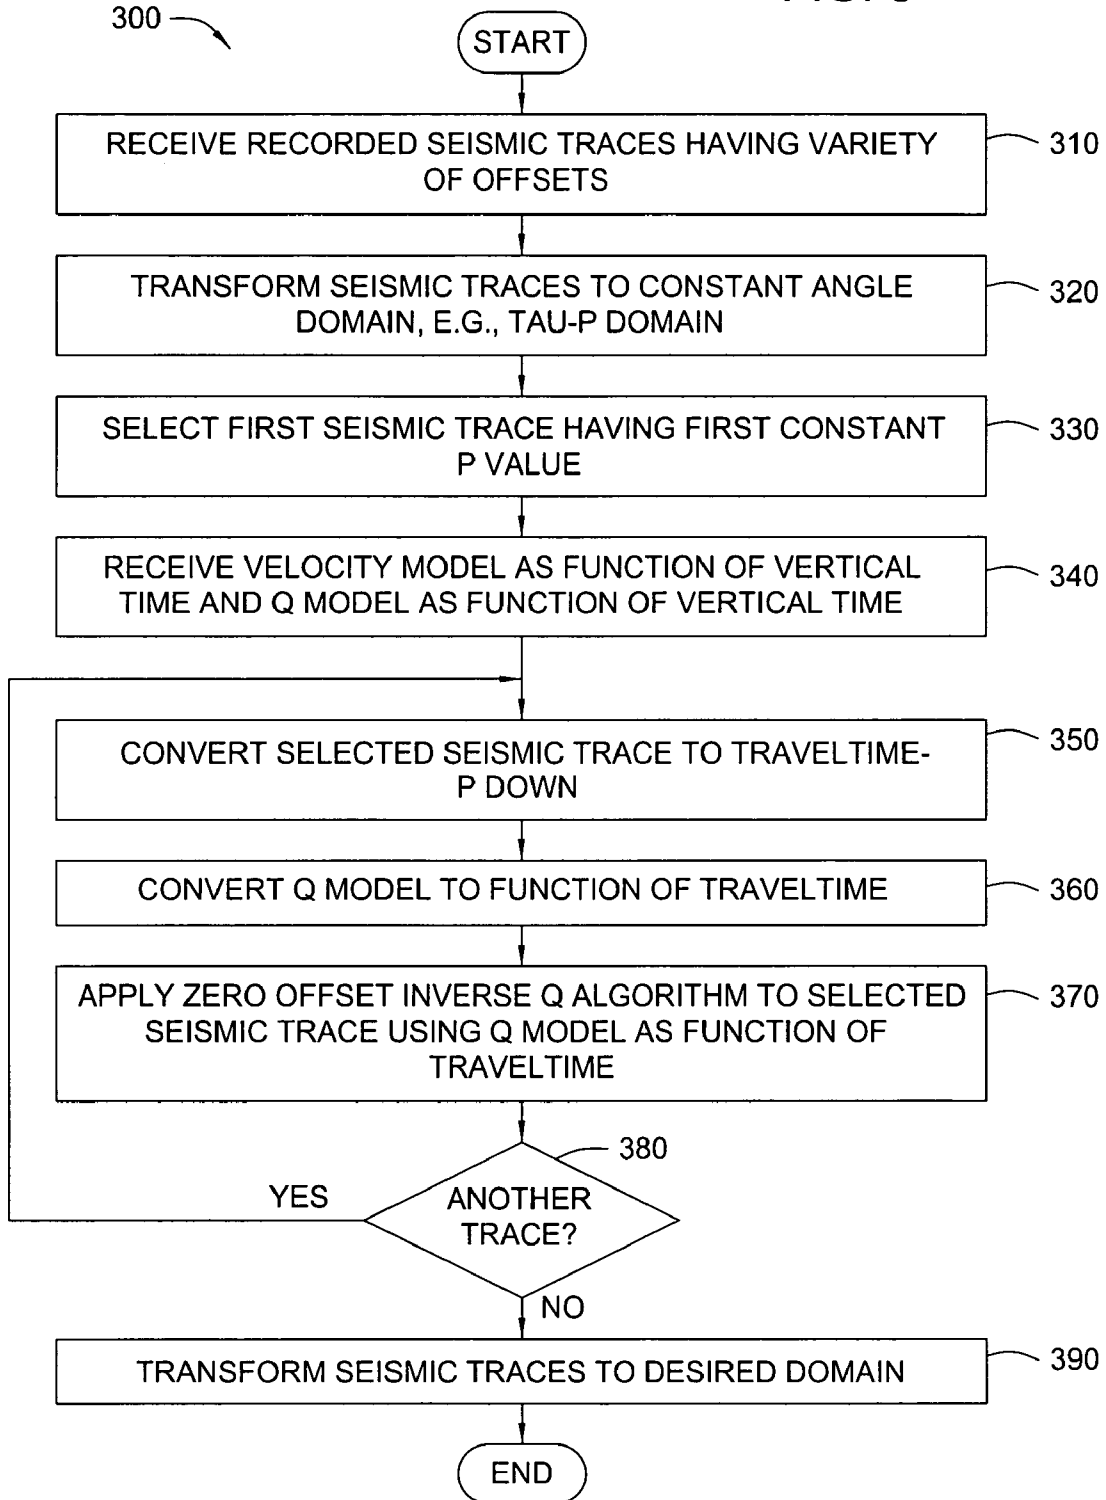 300
START
RECEIVE RECORDED SEISMIC TRACES HAVING VARIETY
OF OFFSETS
310
TRANSFORM SEISMIC TRACES TO CONSTANT ANGLE
DOMAIN, E.G., TAU-P DOMAIN
320
SELECT FIRST SEISMIC TRACE HAVING FIRST CONSTANT
P VALUE
330
RECEIVE VELOCITY MODEL AS FUNCTION OF VERTICAL
TIME AND Q MODEL AS FUNCTION OF VERTICAL TIME
340
CONVERT SELECTED SEISMIC TRACE TO TRAVELTIME-
P DOWN
350
CONVERT Q MODEL TO FUNCTION OF TRAVELTIME
360
APPLY ZERO OFFSET INVERSE Q ALGORITHM TO SELECTED
SEISMIC TRACE USING Q MODEL AS FUNCTION OF
TRAVELTIME
370
380
YES
ANOTHER
TRACE?
NO
TRANSFORM SEISMIC TRACES TO DESIRED DOMAIN
390
END